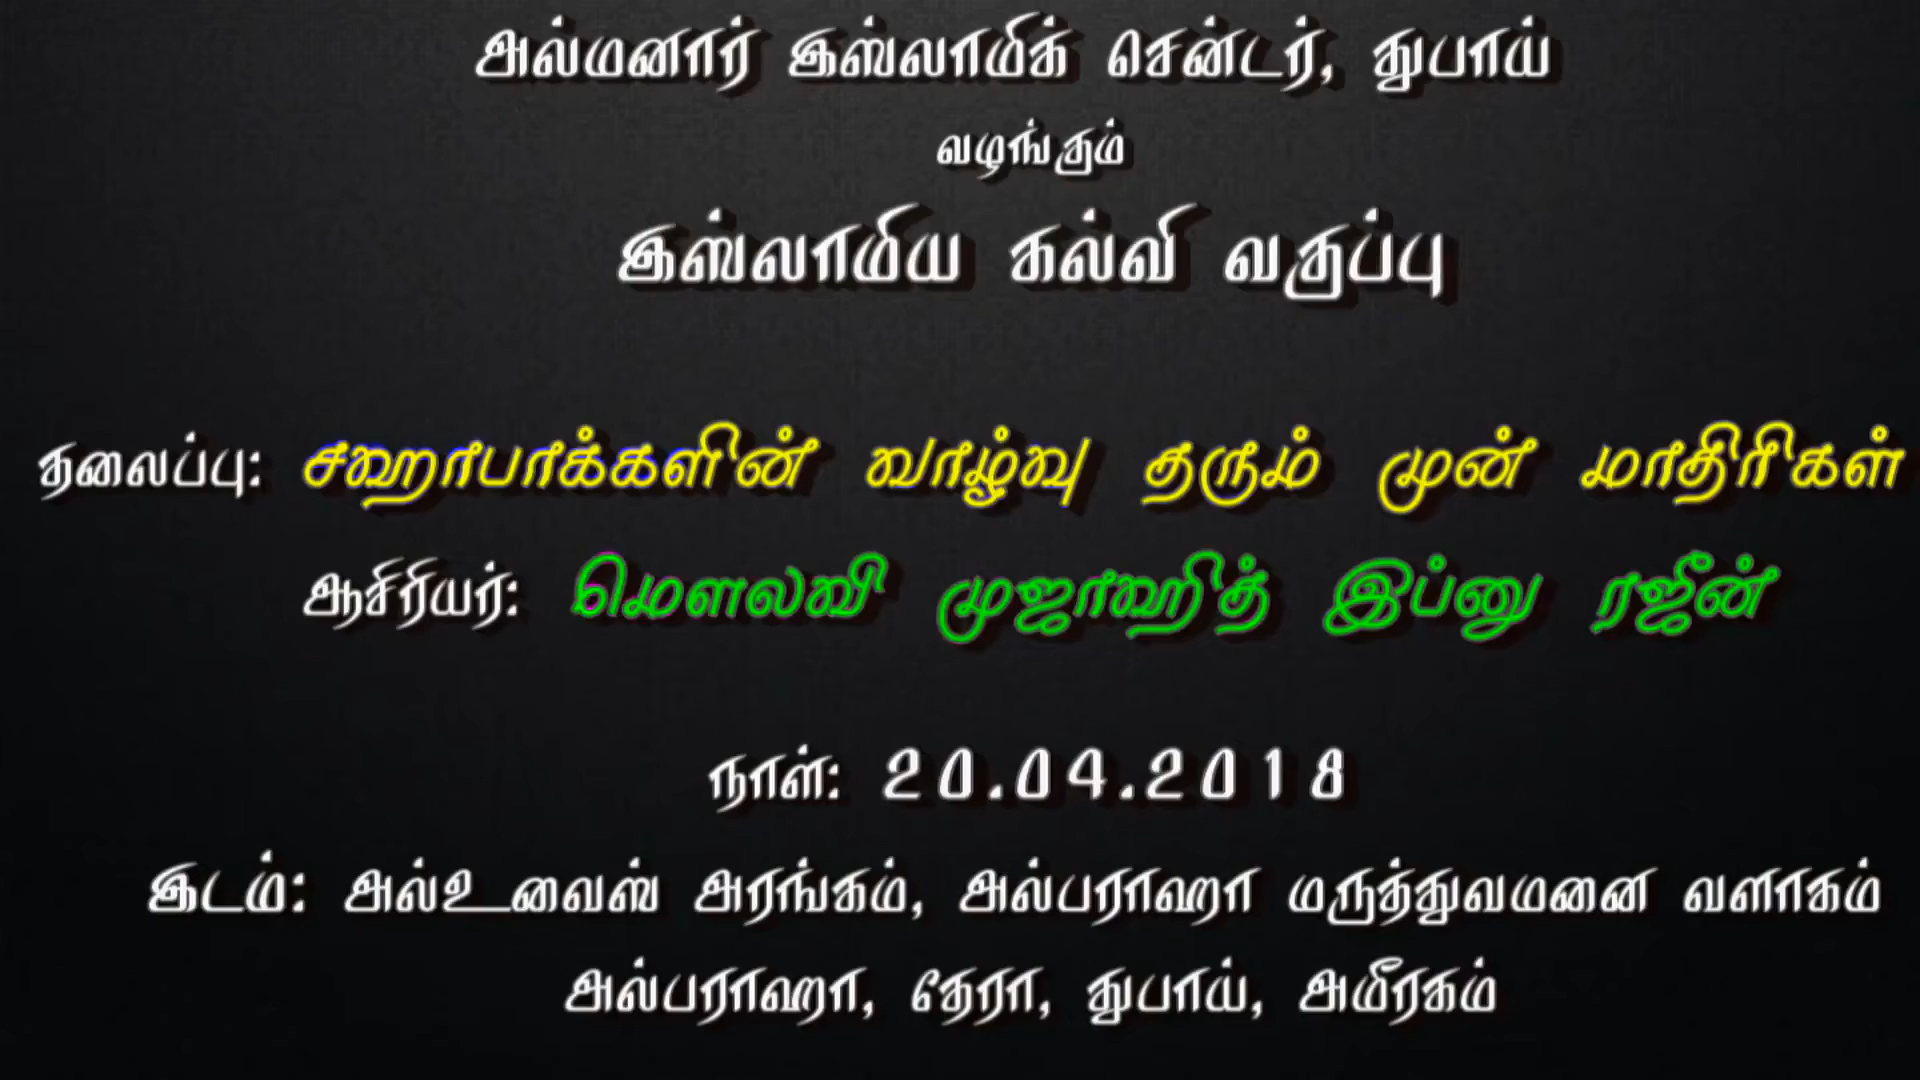 அல்மனார் இஸ்லாமிக் சென்டர், துபாய்
வழங்கும்
இஸ்லாமிய கல்வி வகுப்பு
தலைப்பு: சஹாபாக்களின் வாழ்வு தரும் முன் மாதிரிகள்
ஆசிரியர்: மௌலவி முஜாஹித் இப்னு ரஜீன்
நாள்: 20.04.2018
இடம்: அல்உவைஸ் அரங்கம், அல்பராஹா மருத்துவமனை வளாகம்
அல்பராஹா, தேரா, துபாய், அமீரகம்